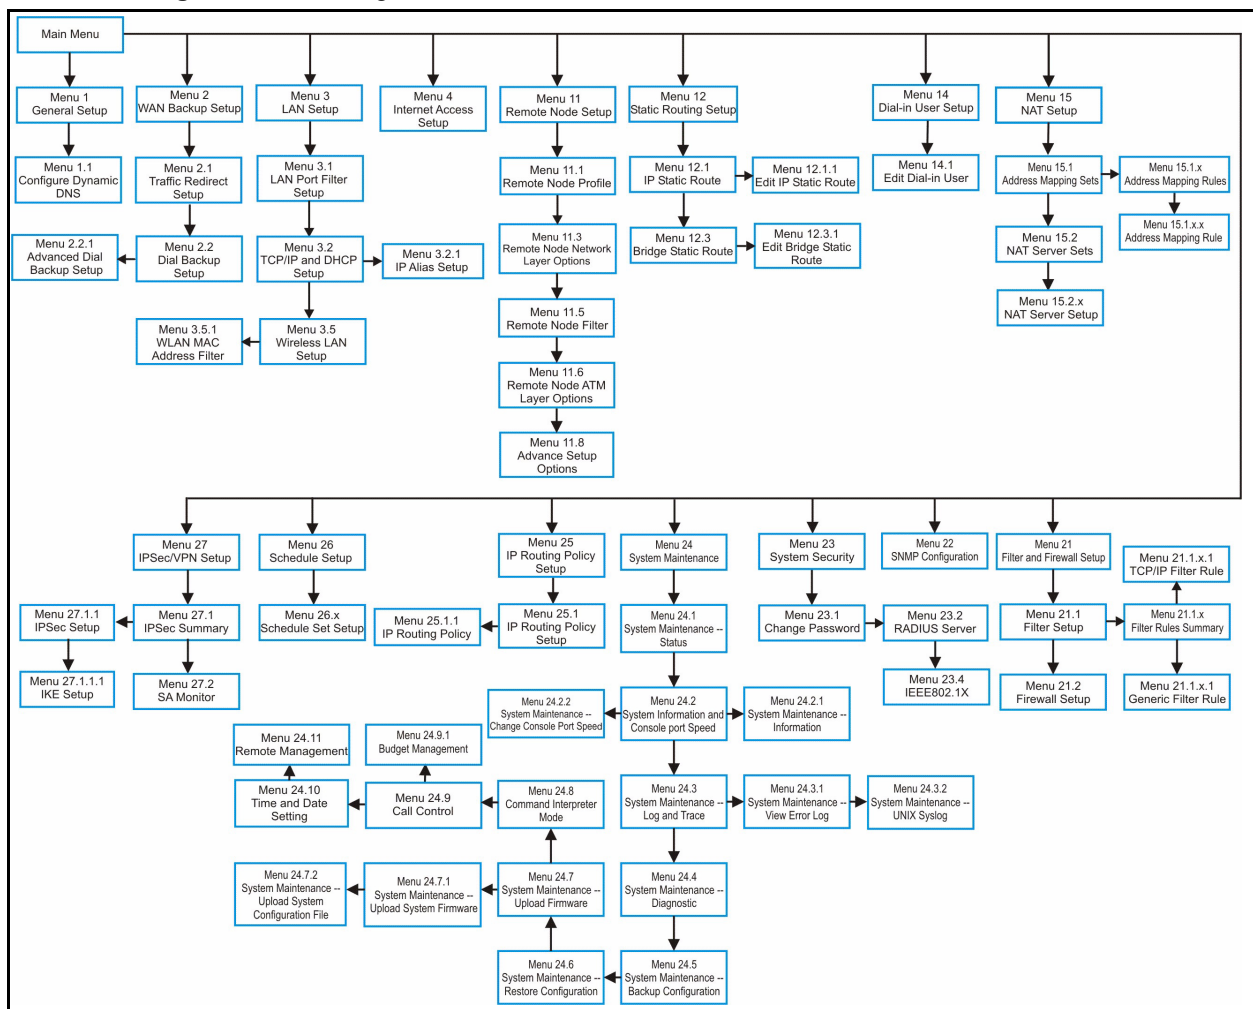 Main Menu
Menu 1
General Setup
Menu 2
WAN Backup Setup
Menu 3
LAN Setup
Menu 4
Internet Access
Setup
Menu 11
Remote Node Setup
Menu 12
Static Routing Setup
Menu 14
Dial-in User Setup
Menu 15
NAT Setup
Menu 1.1
Configure Dynamic
DNS
Menu 2.1
Traffic Redirect
Setup
Menu 3.1
LAN Port Filter
Setup
Menu 11.1
Remote Node Profile
Menu 12.1
IP Static Route
Menu 12.1.1
Edit IP Static Route
Menu 14.1
Edit Dial-in User
Menu 15.1
Address Mapping Sets
Menu 15.1.x
Address Mapping Rules
Menu 2.2.1
Advanced Dial
Backup Setup
Menu 2.2
Dial Backup
Setup
Menu 3.2
TCP/IP and DHCP
Setup
Menu 3.2.1
IP Alias Setup
Menu 11.3
Remote Node Network
Layer Options
Menu 12.3
Bridge Static Route
Menu 12.3.1
Edit Bridge Static
Route
Menu 15.2
NAT Server Sets
Menu 15.1.x.x
Address Mapping Rule
Menu 3.5.1
WLAN MAC
Address Filter
Menu 3.5
Wireless LAN
Setup
Menu 11.5
Remote Node Filter
Menu 15.2.x
NAT Server Setup
Menu 11.6
Remote Node ATM
Layer Options
Menu 11.8
Advance Setup
Options
Menu 27
IPSec/VPN Setup
Menu 26
Schedule Setup
Menu 25
IP Routing Policy
Setup
Menu 24
System Maintenance
Menu 23
System Security
Menu 22
SNMP Configuration
Menu 21
Filter and Firewall Setup
Menu 21.1.x.1
TCP/IP Filter Rule
Menu 27.1.1
IPSec Setup
Menu 27.1
IPSec Summary
Menu 26.x
Schedule Set Setup
Menu 25.1.1
IP Routing Policy
Menu 25.1
IP Routing Policy
Setup
Menu 24.1
System Maintenance --
Status
Menu 23.1
Change Password
Menu 23.2
RADIUS Server
Menu 21.1
Filter Setup
Menu 21.1.x
Filter Rules Summary
Menu 27.1.1.1
IKE Setup
Menu 27.2
SA Monitor
Menu 23.4
IEEE802.1X
Menu 21.2
Firewall Setup
Menu 21.1.x.1
Generic Filter Rule
Menu 24.2.2
System Maintenance --
Change Console Port Speed
Menu 24.2
System Information and
Console port Speed
Menu 24.2.1
System Maintenance --
Information
Menu 24.11
Remote Management
Menu 24.9.1
Budget Management
Menu 24.10
Time and Date
Setting
Menu 24.9
Call Control
Menu 24.8
Command Interpreter
Mode
Menu 24.3
System Maintenance --
Log and Trace
Menu 24.3.1
System Maintenance --
View Error Log
Menu 24.3.2
System Maintenance --
UNIX Syslog
Menu 24.7.2
System Maintenance --
Upload System
Configuration File
Menu 24.7.1
System Maintenance --
Upload System Firmware
Menu 24.7
System Maintenance --
Upload Firmware
Menu 24.4
System Maintenance --
Diagnostic
Menu 24.6
System Maintenance --
Restore Configuration
Menu 24.5
System Maintenance --
Backup Configuration